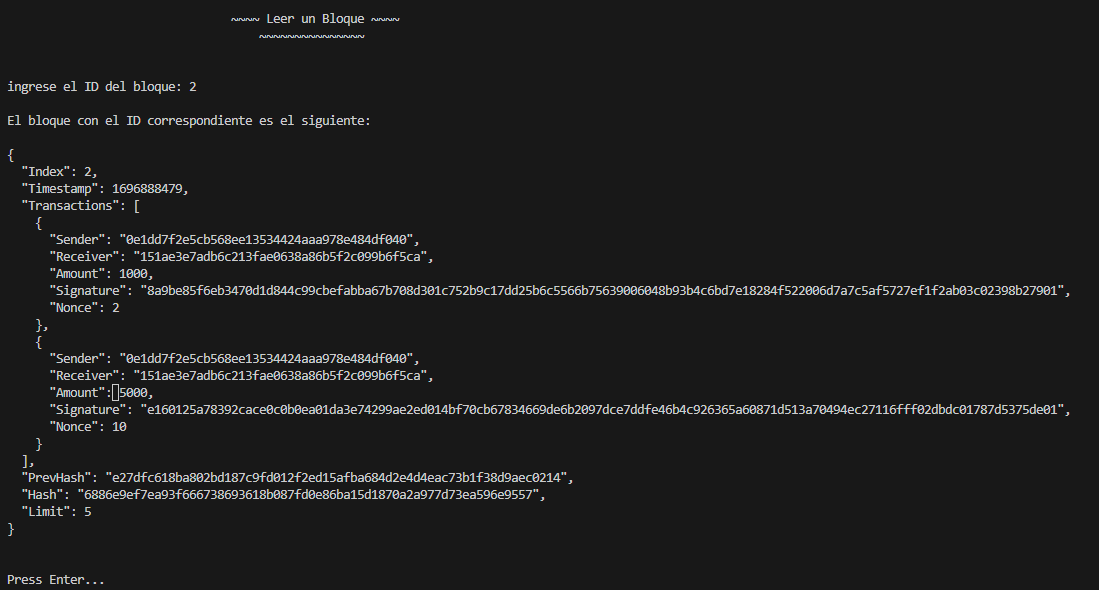 ~~~~ Leer un Bloque ~~~~
~~~~~~~~~~~~~~~
ingrese el ID del bloque: 2
El bloque con el ID correspondiente es el siguiente:
{
  "Index": 2,
  "Timestamp": 1696888479,
  "Transactions": [
    {
      "Sender": "0e1dd7f2e5cb568ee13534424aaa978e484df040",
      "Receiver": "151ae3e7adb6c213fae0638a86b5f2c099b6f5ca",
      "Amount": 1000,
      "Signature": "8a9be85f6eb3470d1d844c99cbefabba67b708d301c752b9c17dd25b6c5566b75639006048b93b4c6bd7e18284f522006d7a7c5af5727ef1f2ab03c02398b27901",
      "Nonce": 2
    },
    {
      "Sender": "0e1dd7f2e5cb568ee13534424aaa978e484df040",
      "Receiver": "151ae3e7adb6c213fae0638a86b5f2c099b6f5ca",
      "Amount": 5000,
      "Signature": "e160125a78392cace0c0b0ea01da3e74299ae2ed014bf70cb67834669de6b2097dce7ddfe46b4c926365a60871d513a70494ec27116fff02dbdc01787d5375de01",
      "Nonce": 10
    }
  ],
  "PrevHash": "e27dfc618ba802bd187c9fd012f2ed15afba684d2e4d4eac73b1f38d9aec0214",
  "Hash": "6886e9ef7ea93f666738693618b087fd0e86ba15d1870a2a977d73ea596e9557",
  "Limit": 5
}
Press Enter...